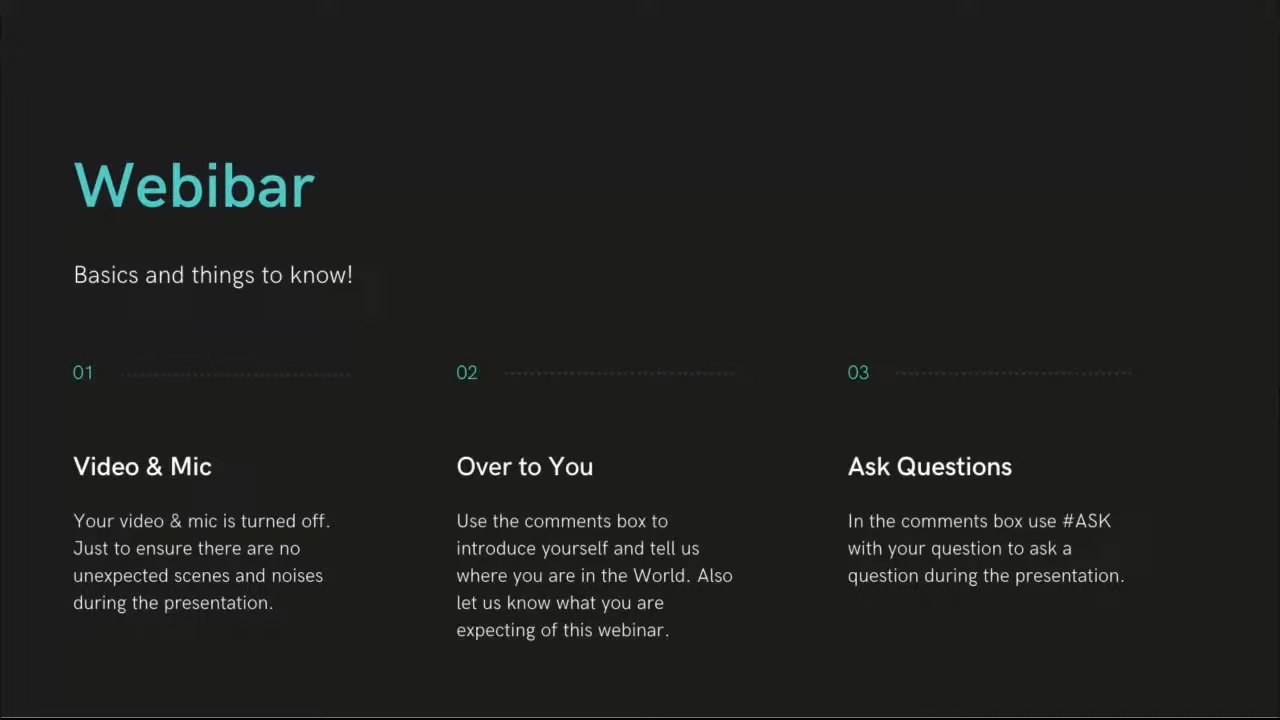 Webibar
Basics and things to know!
01
02
03
Video & Mic
Your video & mic is turned off.
Just to ensure there are no
unexpected scenes and noises
during the presentation.
Over to You
Use the comments box to
introduce yourself and tell us
where you are in the World. Also
let us know what you are
expecting of this webinar.
Ask Questions
In the comments box use #ASK
with your question to ask a
question during the presentation.